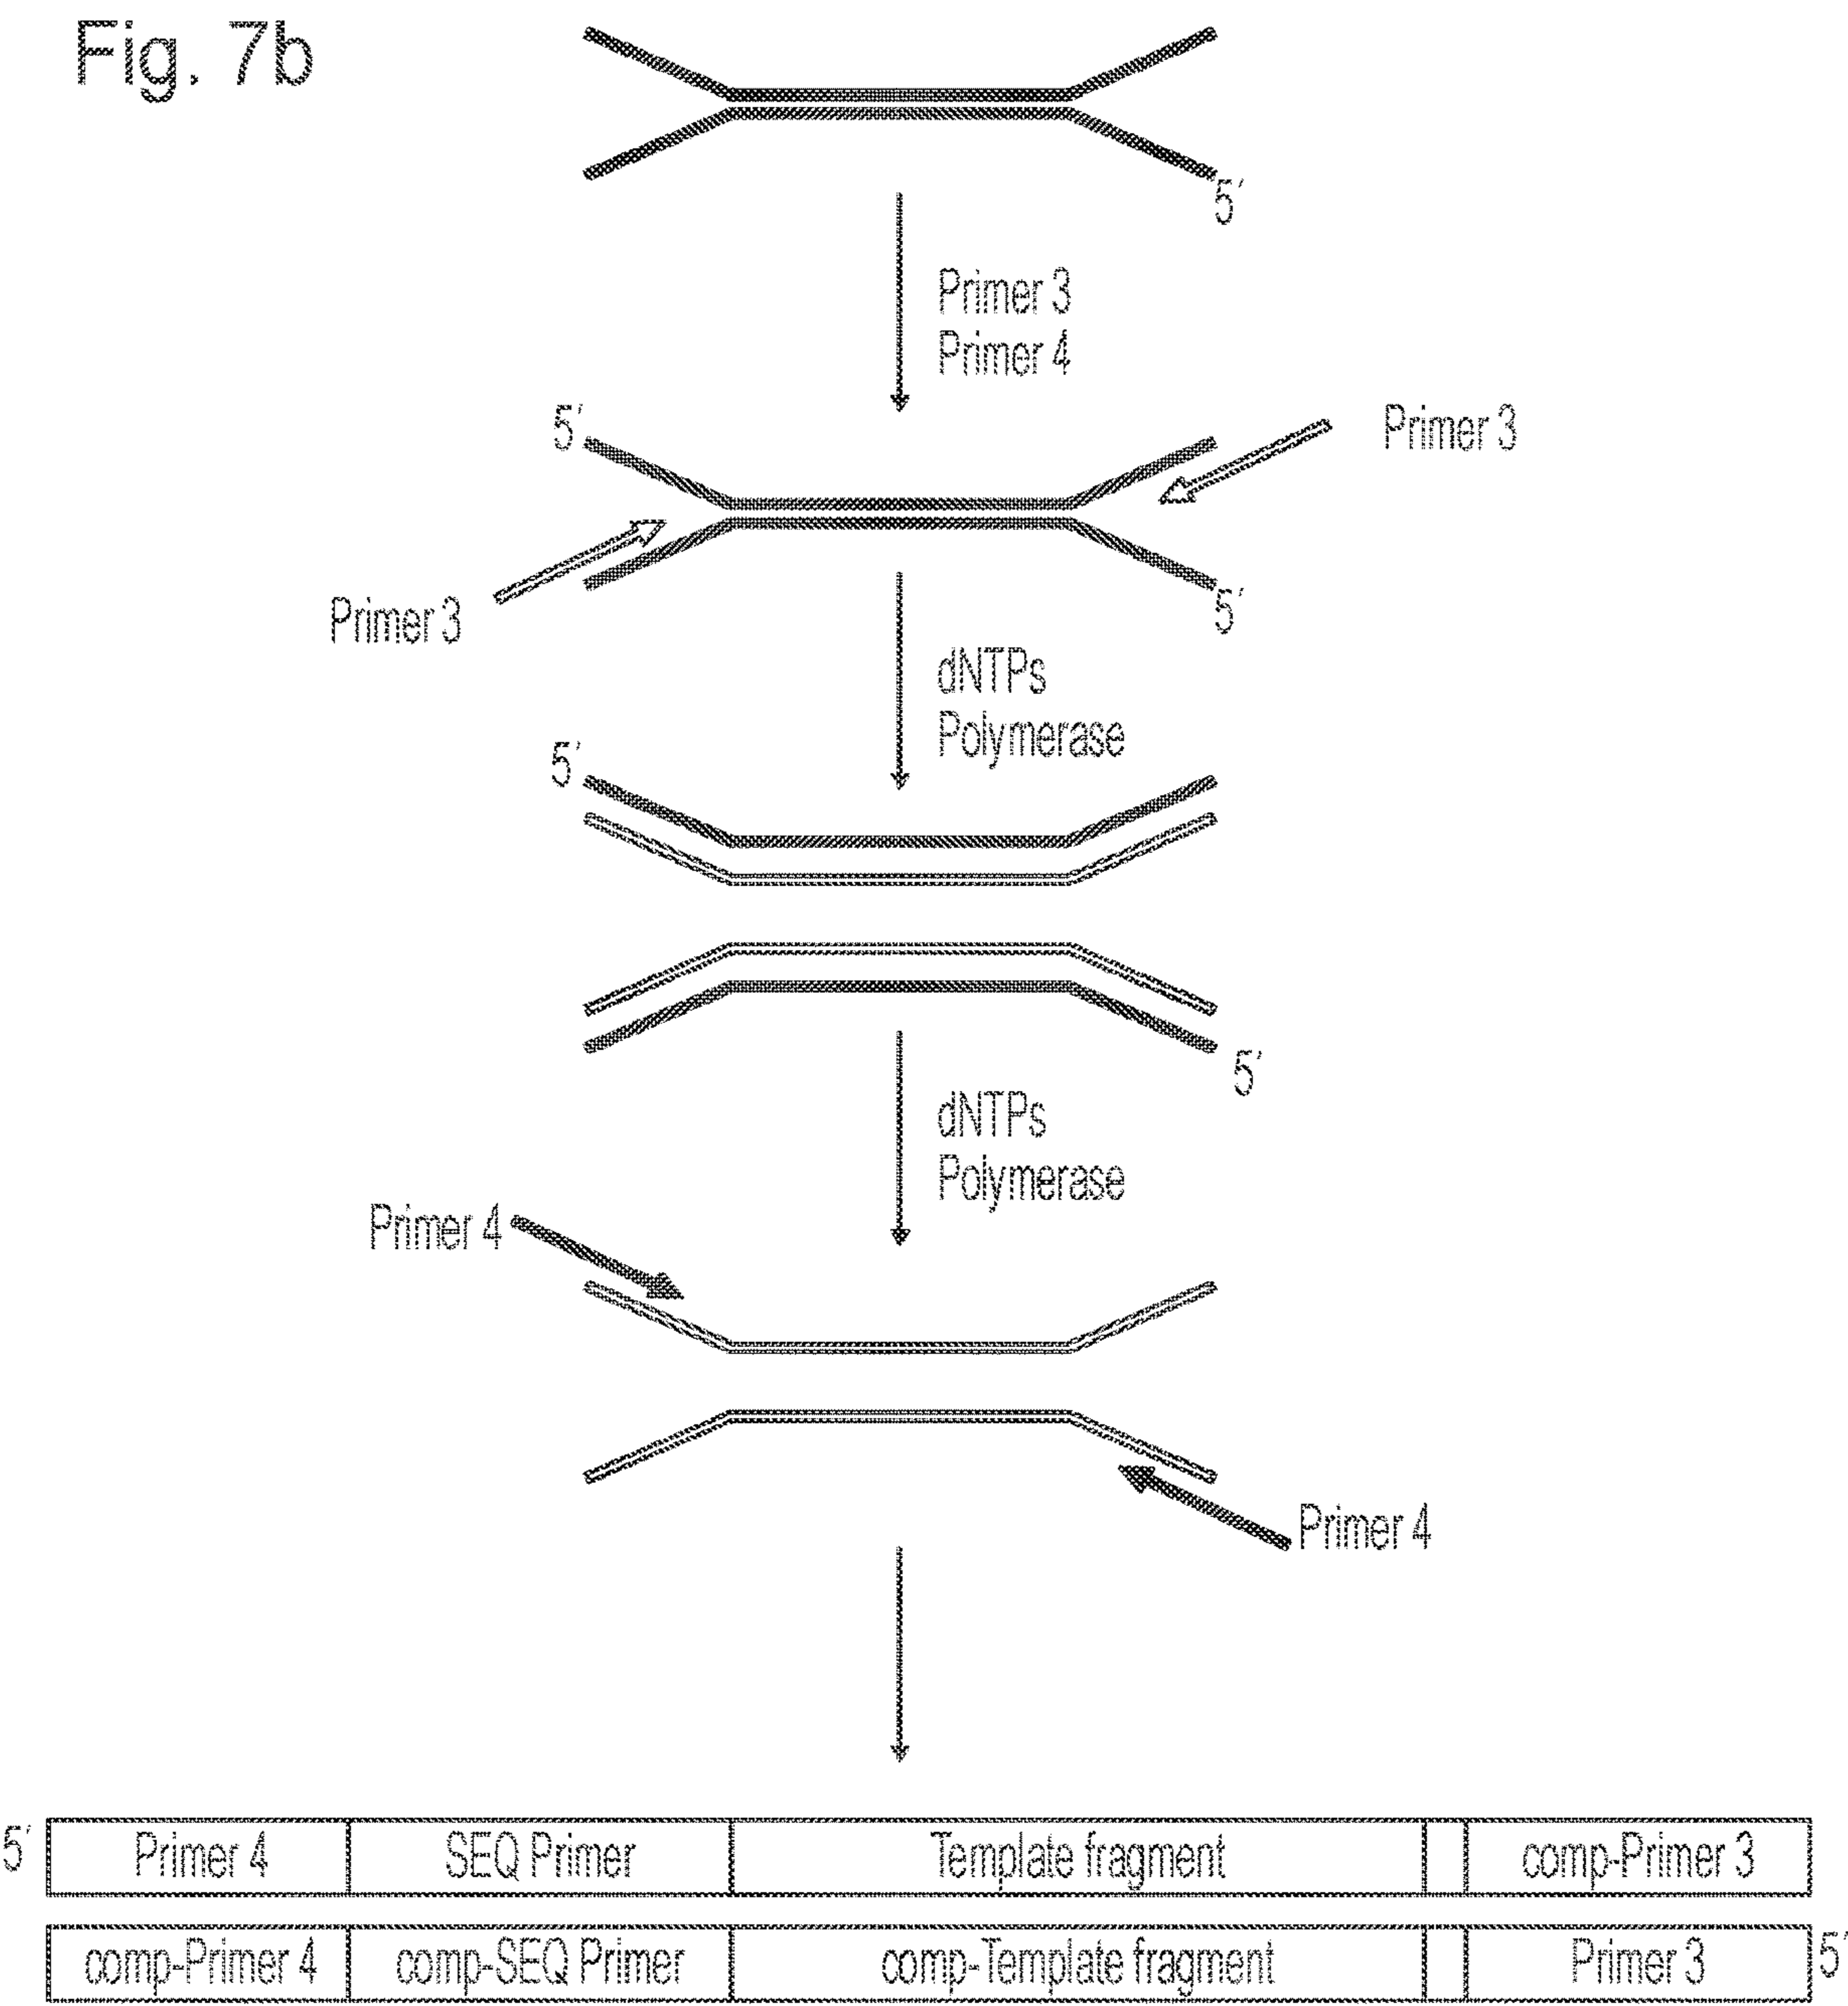 Fig. 7b
5′
Primer 3
Primer 4
5′
Primer 3
Primer 3
5′
dNTPs
Polymerase
5′
5′
dNTPs
Polymerase
Primer 4
Primer 4
5′ Primer 4 SEQ Primer Template fragment comp-Primer 3
comp-Primer 4 comp-SEQ Primer comp-Template fragment Primer 3 5′